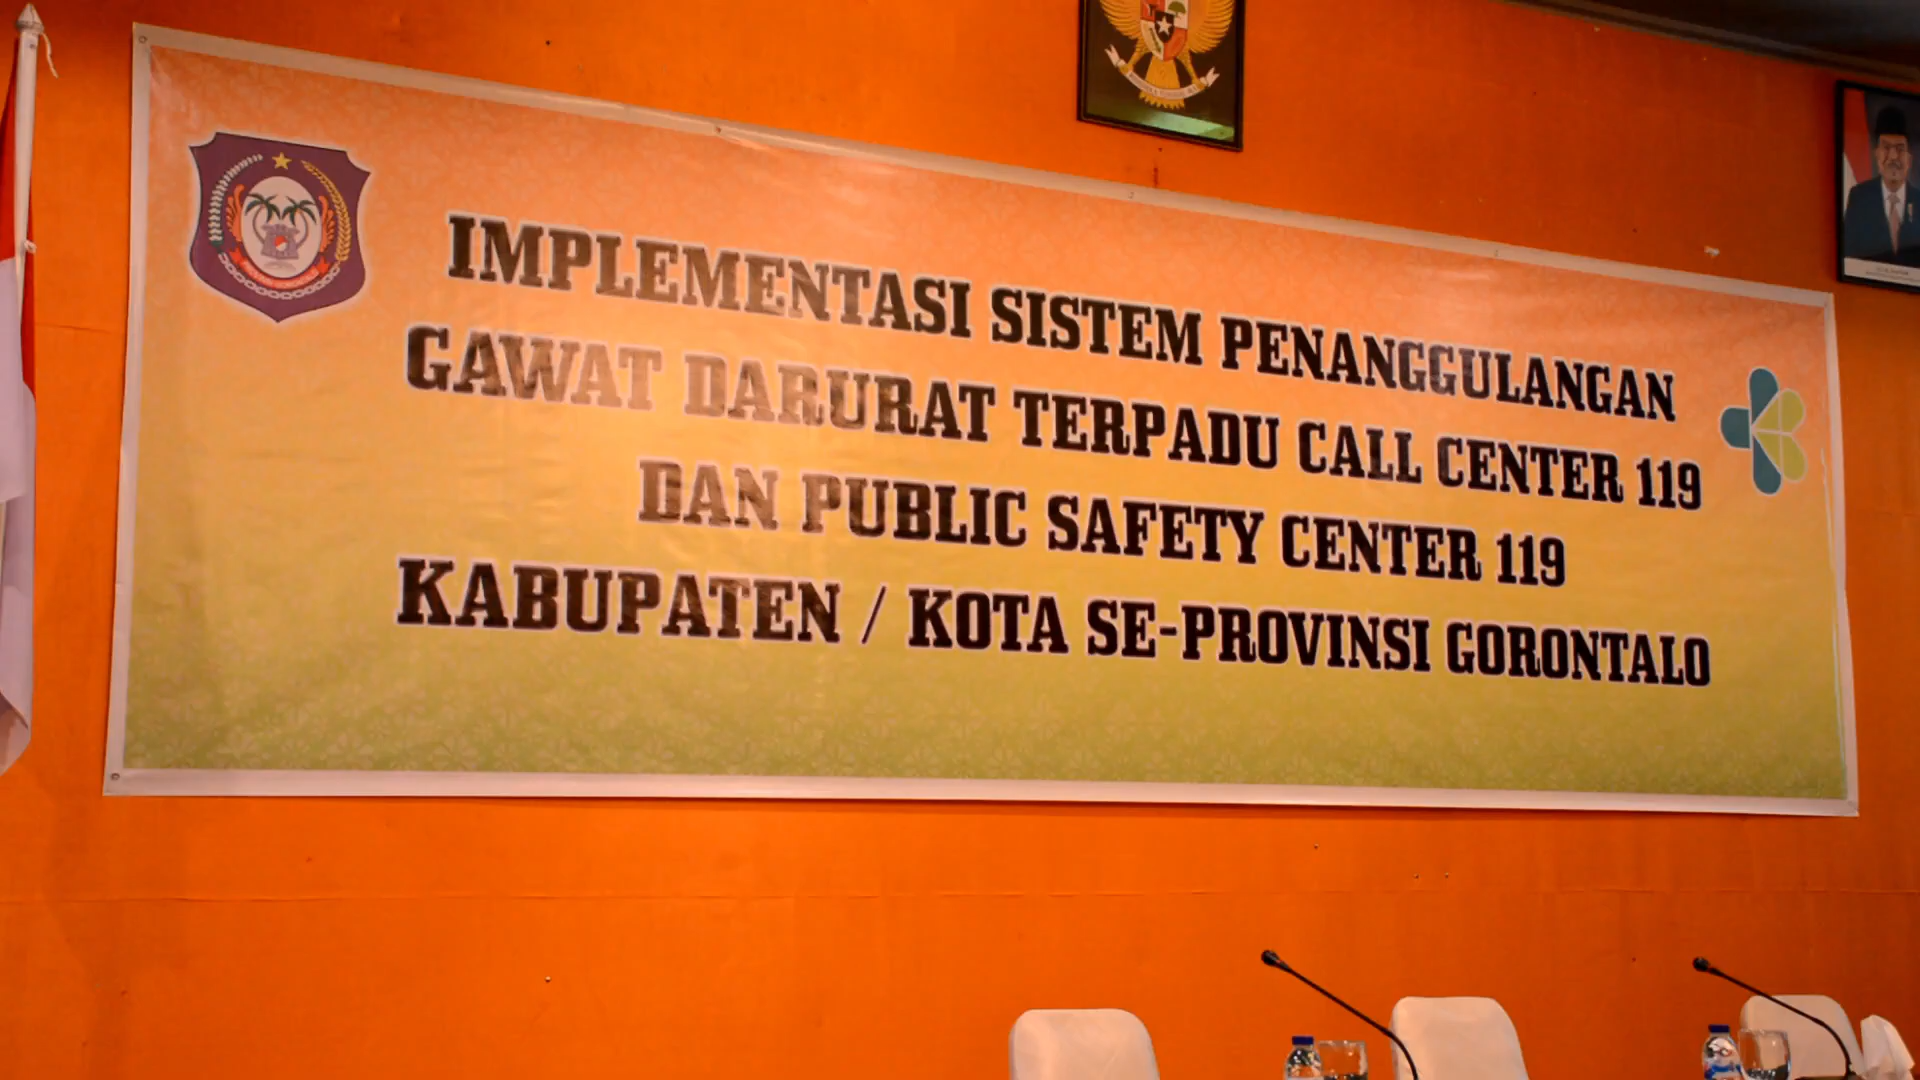 IMPLEMENTASI SISTEM PENANGGULANGAN
GAWAT DARURAT TERPADU CALL CENTER 119
DAN PUBLIC SAFETY CENTER 119
KABUPATEN / KOTA SE-PROVINSI GORONTALO